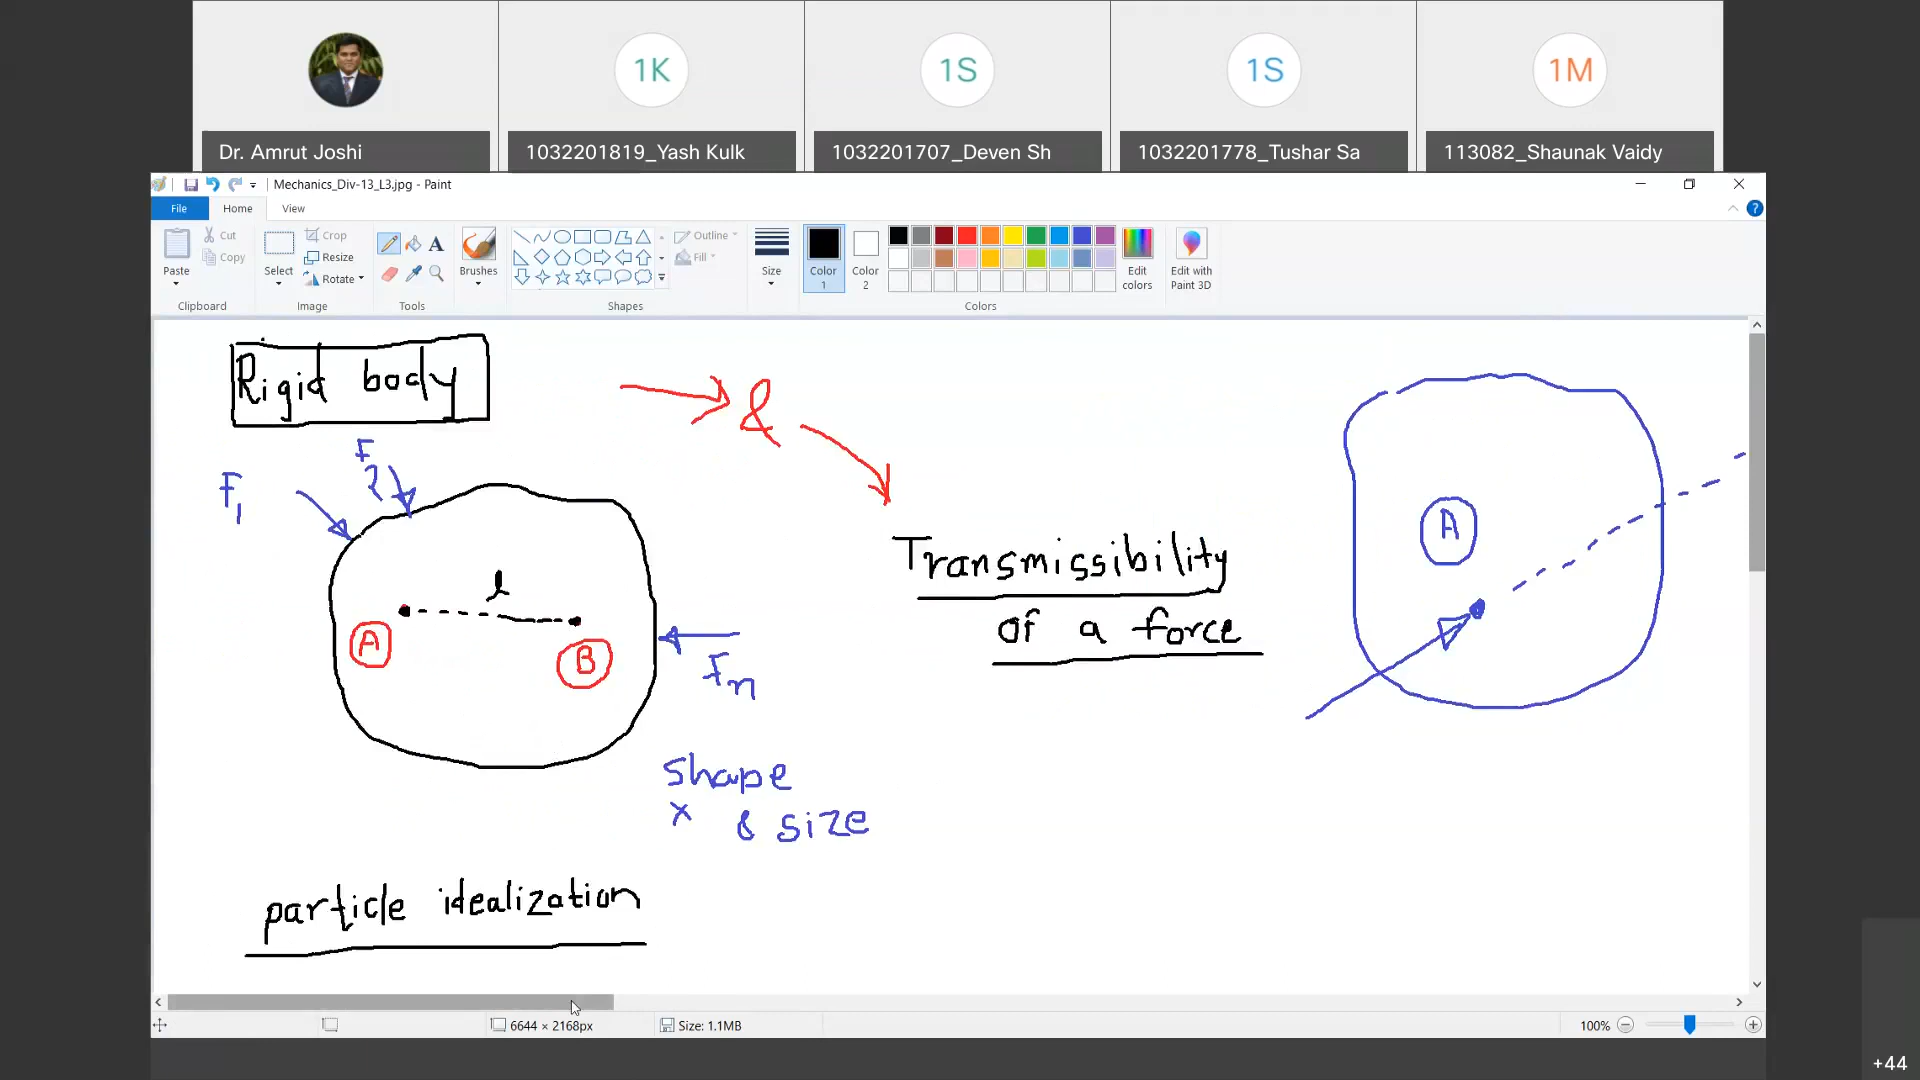 1K
1S
1S
1M
Dr. Amrut Joshi
1032201819_Yash Kulk
1032201707_Deven Sh
1032201778_Tushar Sa
113082_Shaunak Vaidy
Mechanics_Div-13_L3.jpg - Paint
File
Home
View
Paste
Cut
Copy
Clipboard
Select
Crop
Resize
Rotate
Image
A
Tools
Brushes
Outline
Fill
Shapes
Size
Color
1
Color
2
Edit
colors
Colors
Edit with
Paint 3D
?
Rigid body
&
F1
F2
l
A
B
Fn
Transmissibility
of a force
A
shape
x & size
particle idealization
6644 × 2168px
Size: 1.1MB
100%
+44